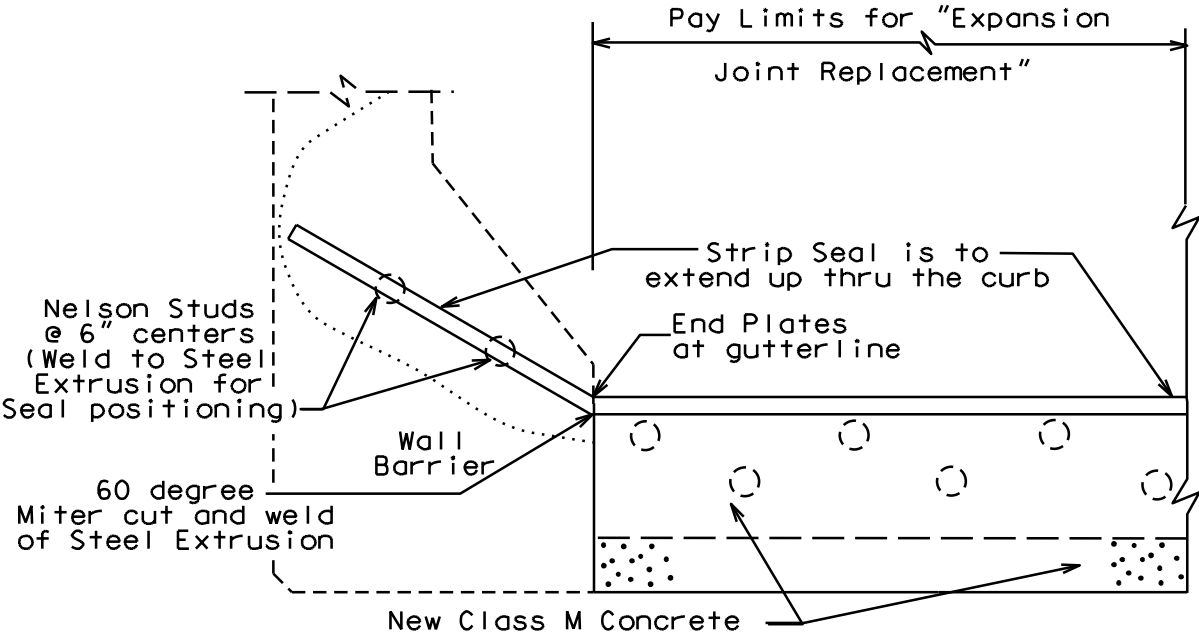 Pay Limits for "Expansion
Joint Replacement"
Strip Seal is to
extend up thru the curb
Nelson Studs
@ 6" centers
(Weld to Steel
Extrusion for
Seal positioning)
End Plates
at gutterline
Wall
Barrier
60 degree
Miter cut and weld
of Steel Extrusion
New Class M Concrete